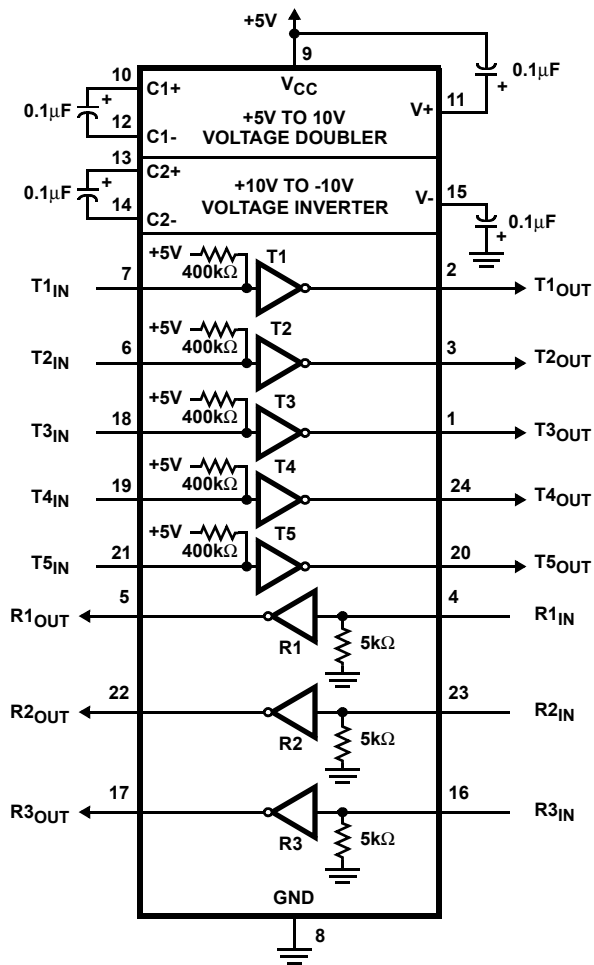 +5V
9
10
C1+
VCC
0.1μF
+
+
0.1μF
11
V+
+5V TO 10V
VOLTAGE DOUBLER
12
C1-
13
C2+
0.1μF
+
+10V TO -10V
VOLTAGE INVERTER
V-
15
14
C2-
0.1μF
+
+5V
400kΩ
T1
T1IN
7
2
T1OUT
+5V
400kΩ
T2
T2IN
6
3
T2OUT
+5V
400kΩ
T3
T3IN
18
1
T3OUT
+5V
400kΩ
T4
T4IN
19
24
T4OUT
+5V
400kΩ
T5
T5IN
21
20
T5OUT
R1OUT
5
4
R1IN
R1
5kΩ
R2OUT
22
23
R2IN
R2
5kΩ
R3OUT
17
16
R3IN
R3
5kΩ
GND
8